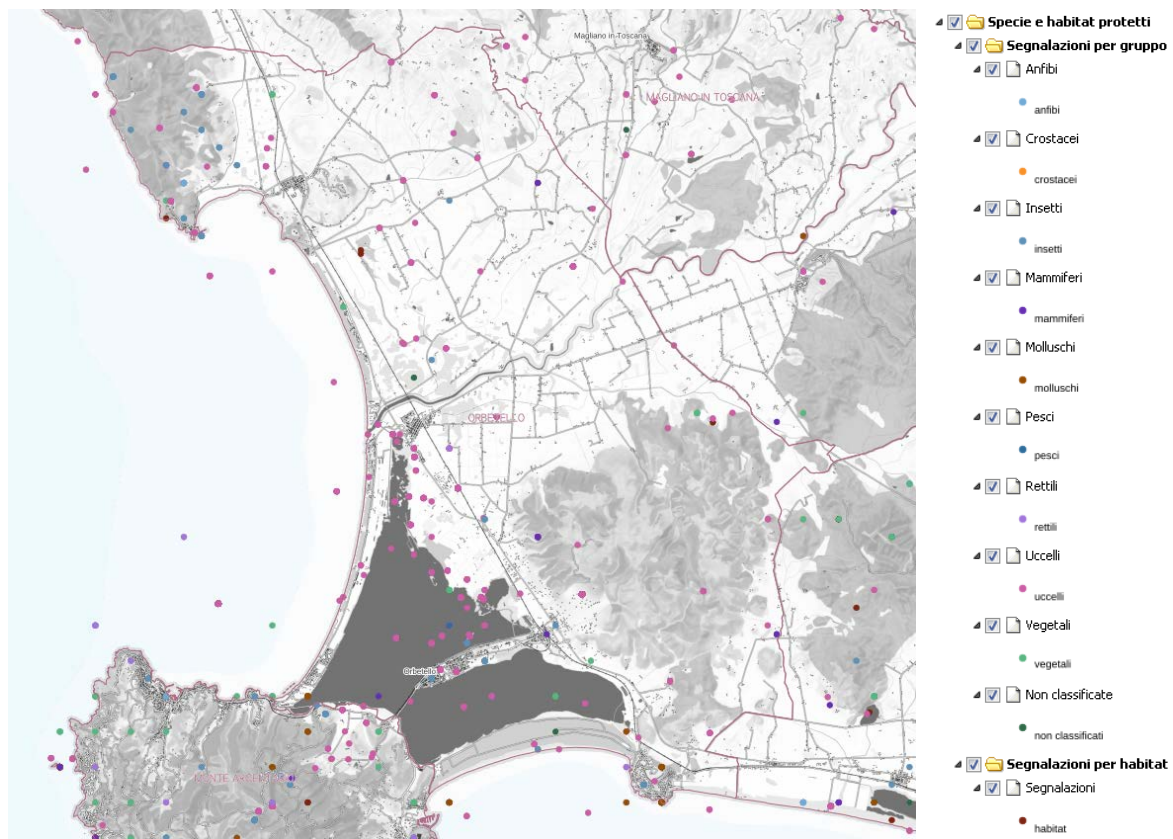 Magliano in Toscana
MAGLIANO IN TOSCANA
ORBETELLO
Orbetello
MONTE ARGENTARIO
Specie e habitat protetti
Segnalazioni per gruppo
Anfibi
anfibi
Crostacei
crostacei
Insetti
insetti
Mammiferi
mammiferi
Molluschi
molluschi
Pesci
pesci
Rettili
rettili
Uccelli
uccelli
Vegetali
vegetali
Non classificate
non classificati
Segnalazioni per habitat
Segnalazioni
habitat